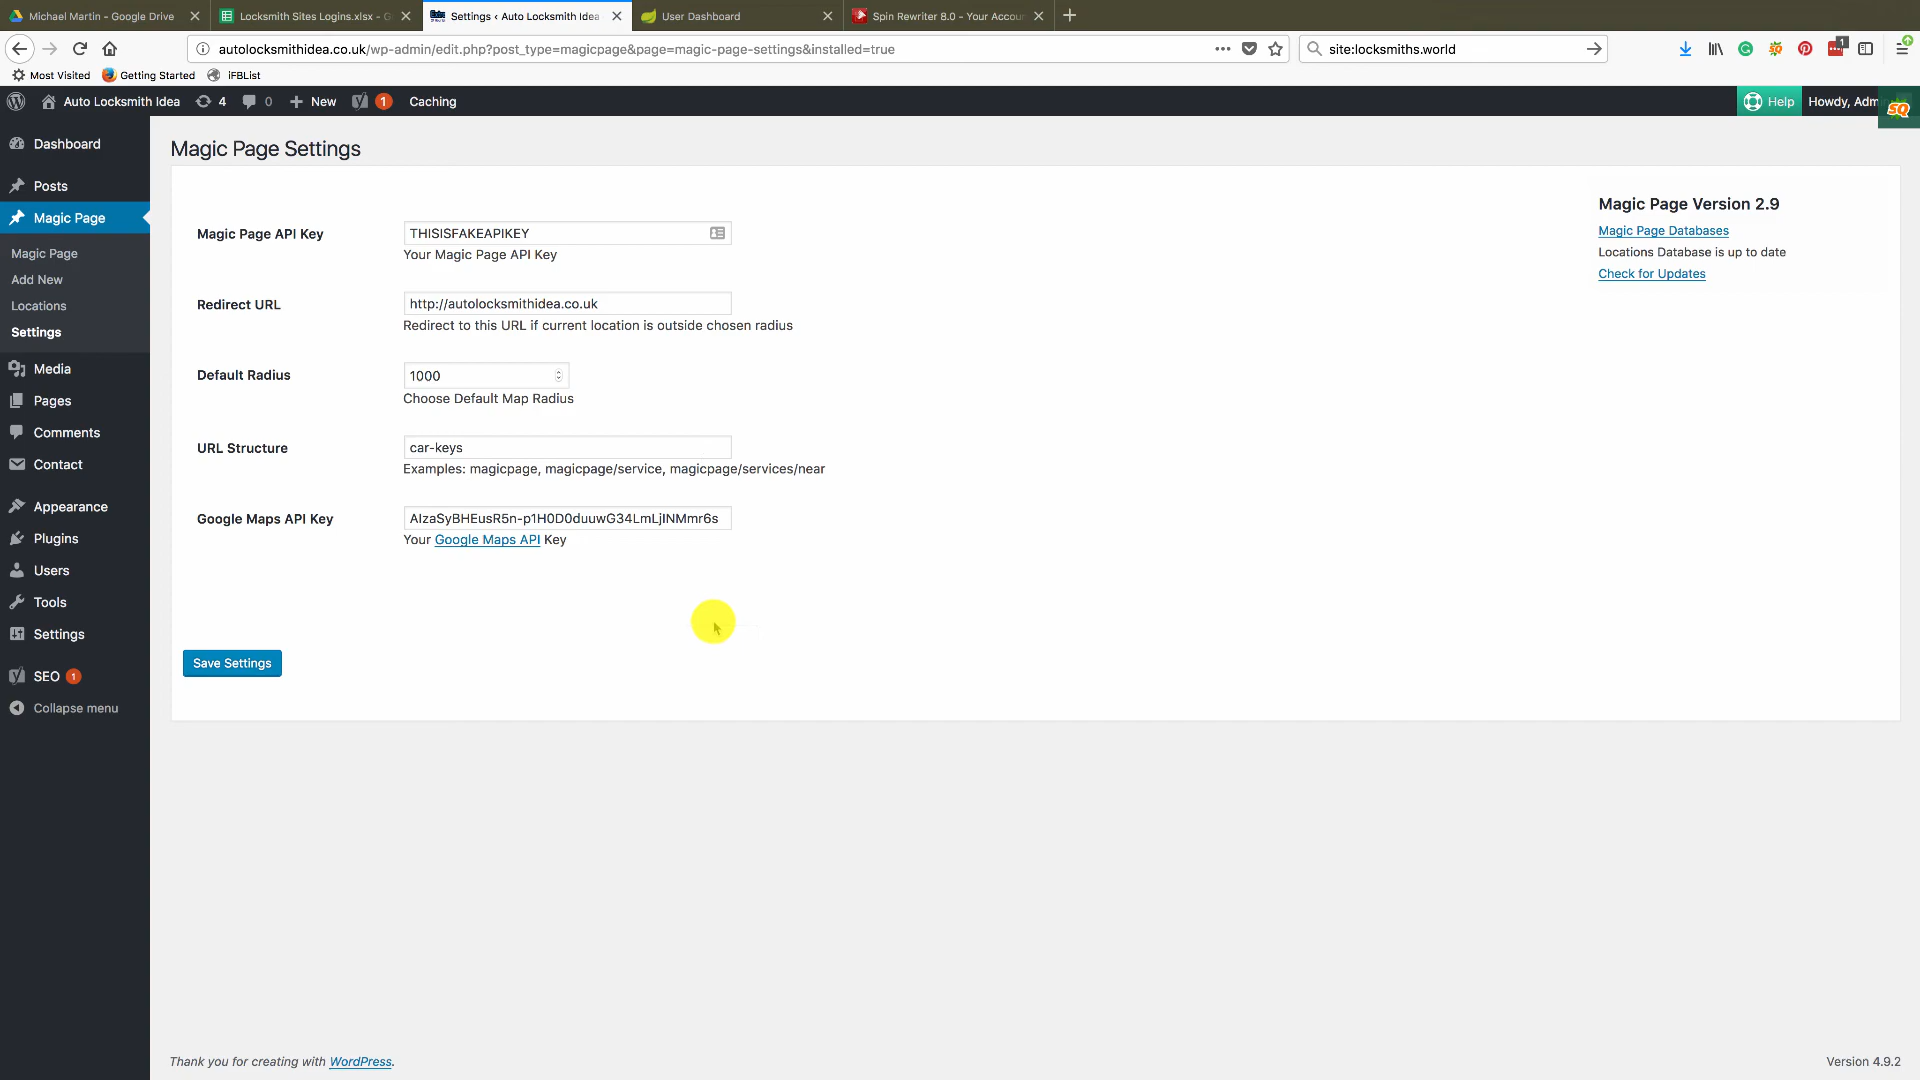 Michael Martin - Google Drive
Locksmith Sites Logins.xlsx - G
Settings ‹ Auto Locksmith Idea
User Dashboard
Spin Rewriter 8.0 - Your Accou
autolocksmithidea.co.uk/wp-admin/edit.php?post_type=magicpage&page=magic-page-settings&installed=true
site:locksmiths.world
1
Most Visited
Getting Started
iFBList
Auto Locksmith Idea
4
0
New
1
Caching
Help
Howdy, Adm
SQ
Dashboard
Posts
Magic Page
Magic Page
Add New
Locations
Settings
Media
Pages
Comments
Contact
Appearance
Plugins
Users
Tools
Settings
SEO 1
Collapse menu
Magic Page Settings
Magic Page API Key
THISISFAKEAPIKEY
Your Magic Page API Key
Redirect URL
http://autolocksmithidea.co.uk
Redirect to this URL if current location is outside chosen radius
Default Radius
1000
Choose Default Map Radius
URL Structure
car-keys
Examples: magicpage, magicpage/service, magicpage/services/near
Google Maps API Key
AIzaSyBHEusR5n-p1H0D0duuwG34LmLjINMmr6s
Your Google Maps API Key
Save Settings
Magic Page Version 2.9
Magic Page Databases
Locations Database is up to date
Check for Updates
Thank you for creating with WordPress.
Version 4.9.2